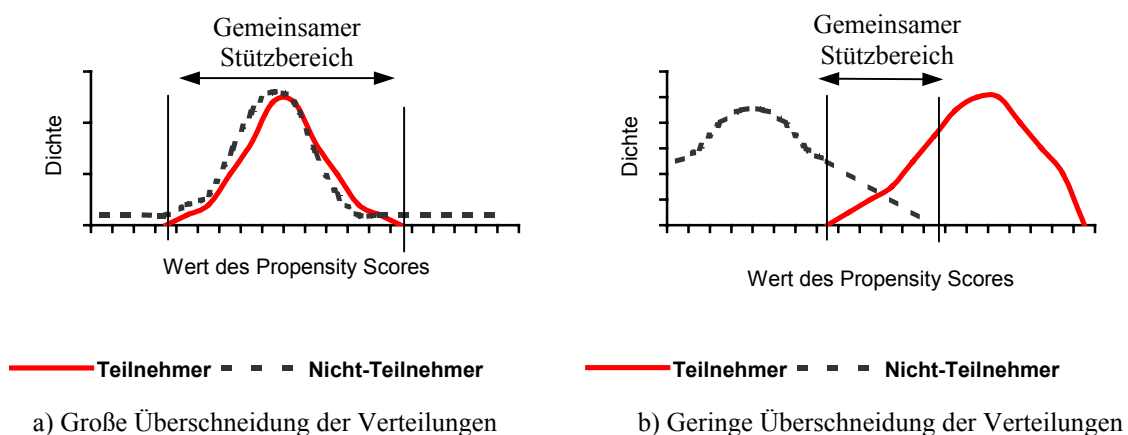 Gemeinsamer
Stützbereich
Dichte
Wert des Propensity Scores
Teilnehmer
Nicht-Teilnehmer
a) Große Überschneidung der Verteilungen
Gemeinsamer
Stützbereich
Dichte
Wert des Propensity Scores
Teilnehmer
Nicht-Teilnehmer
b) Geringe Überschneidung der Verteilungen